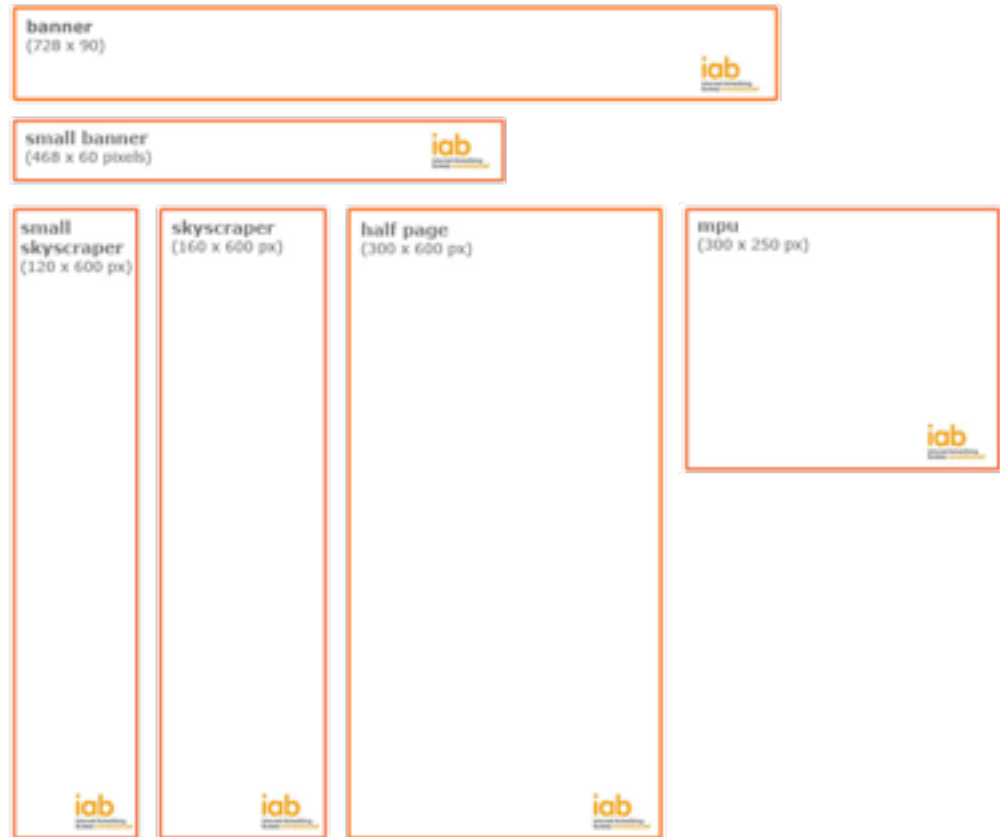 banner
(728 x 90)
iab
small banner
(468 x 60 pixels)
iab
small
skyscraper
(120 x 600 px)
iab
skyscraper
(160 x 600 px)
iab
half page
(300 x 600 px)
iab
mpu
(300 x 250 px)
iab